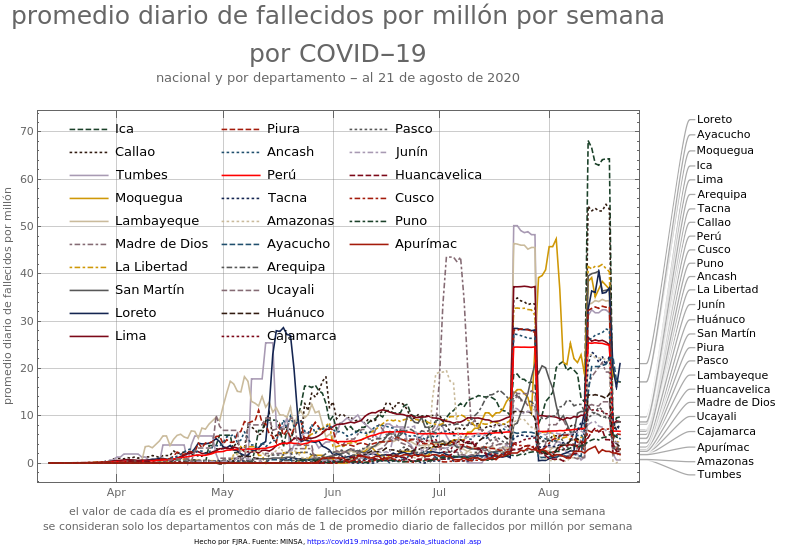 promedio diario de fallecidos por millón por semana
por COVID−19
nacional y por departamento − al 21 de agosto de 2020
promedio diario de fallecidos por millón
70
60
50
40
30
20
10
0
Apr May Jun Jul Aug
Ica
Callao
Tumbes
Moquegua
Lambayeque
Madre de Dios
La Libertad
San Martín
Loreto
Lima
Piura
Ancash
Perú
Tacna
Amazonas
Ayacucho
Arequipa
Ucayali
Huánuco
Cajamarca
Pasco
Junín
Huancavelica
Cusco
Puno
Apurímac
Loreto
Ayacucho
Moquegua
Ica
Lima
Arequipa
Tacna
Callao
Perú
Cusco
Puno
Ancash
La Libertad
Junín
Huánuco
San Martín
Piura
Pasco
Lambayeque
Huancavelica
Madre de Dios
Ucayali
Cajamarca
Apurímac
Amazonas
Tumbes
el valor de cada día es el promedio diario de fallecidos por millón reportados durante una semana
se consideran solo los departamentos con más de 1 de promedio diario de fallecidos por millón por semana
Hecho por FJRA. Fuente: MINSA, https://covid19.minsa.gob.pe/sala_situacional.asp